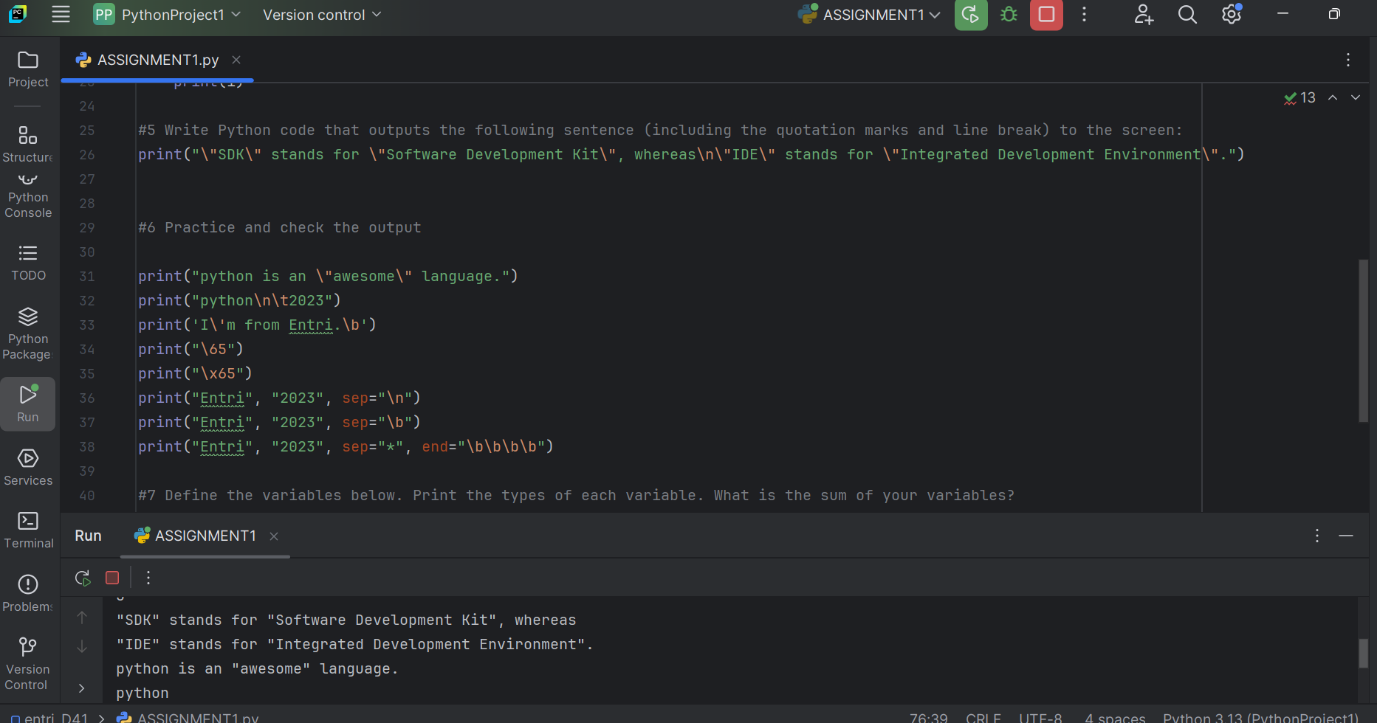 PC
PP PythonProject1 Version control ASSIGNMENT1
ASSIGNMENT1.py
13
Project
Structure
Python
Console
TODO
Python
Package
Run
Services
Terminal
Problems
Version
Control
24
25 #5 Write Python code that outputs the following sentence (including the quotation marks and line break) to the screen:
26 print("\"SDK\" stands for \"Software Development Kit\", whereas\n\"IDE\" stands for \"Integrated Development Environment\".")
27
28
29 #6 Practice and check the output
30
31 print("python is an \"awesome\" language.")
32 print("python\n\t2023")
33 print('I\'m from Entri.\b')
34 print("\65")
35 print("\x65")
36 print("Entri", "2023", sep="\n")
37 print("Entri", "2023", sep="\b")
38 print("Entri", "2023", sep="*", end="\b\b\b\b")
39
40 #7 Define the variables below. Print the types of each variable. What is the sum of your variables?
Run ASSIGNMENT1
"SDK" stands for "Software Development Kit", whereas
"IDE" stands for "Integrated Development Environment".
python is an "awesome" language.
python
entri_D41 > ASSIGNMENT1.py 76:39 CRLF UTF-8 4 spaces Python 3.13 (PythonProject1)